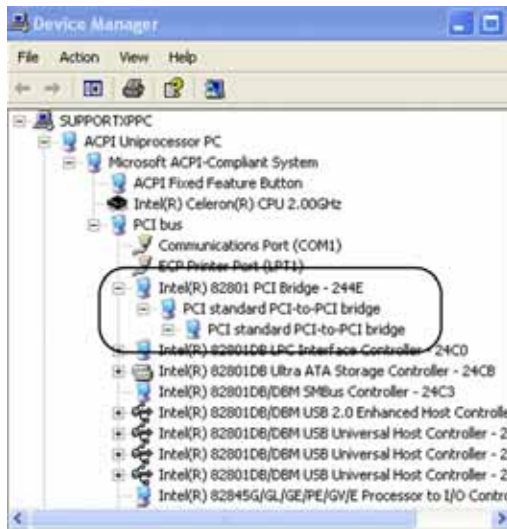 Device Manager
File Action View Help
SUPPORTXPPC
ACPI Uniprocessor PC
Microsoft ACPI-Compliant System
ACPI Fixed Feature Button
Intel(R) Celeron(R) CPU 2.00GHz
PCI bus
Communications Port (COM1)
ECP Printer Port (LPT1)
Intel(R) 82801 PCI Bridge - 244E
PCI standard PCI-to-PCI bridge
PCI standard PCI-to-PCI bridge
Intel(R) 82801DB LPC Interface Controller - 24C0
Intel(R) 82801DB Ultra ATA Storage Controller - 24CB
Intel(R) 82801DB/DBM SMBus Controller - 24C3
Intel(R) 82801DB/DBM USB 2.0 Enhanced Host Controlle
Intel(R) 82801DB/DBM USB Universal Host Controller - 2
Intel(R) 82801DB/DBM USB Universal Host Controller - 2
Intel(R) 82801DB/DBM USB Universal Host Controller - 2
Intel(R) 82845G/GL/GE/PE/GV/E Processor to I/O Contro